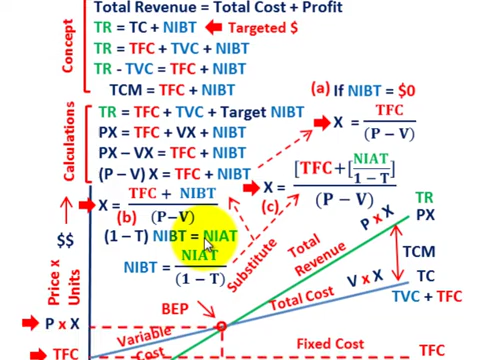 Total Revenue = Total Cost + Profit
Concept
TR = TC + NIBT
Targeted $
TR = TFC + TVC + NIBT
TR - TVC = TFC + NIBT
TCM = TFC + NIBT
(a) If NIBT = $0
Calculations
TR = TFC + TVC + Target NIBT
X = TFC / (P – V)
PX = TFC + VX + NIBT
PX – VX = TFC + NIBT
(P – V) X = TFC + NIBT
X = [TFC+[NIAT / 1 – T]] / (P – V)
(c)
X = TFC + NIBT / (P–V)
(b)
(1 – T) NIBT = NIAT
NIBT = NIAT / (1 – T)
Substitute
$$
Price x
Units
TR
PX
P x X
Total
Revenue
TCM
TC
V x X
TVC + TFC
Total Cost
BEP
P x X
Variable
Cost
Fixed Cost
TFC
TFC